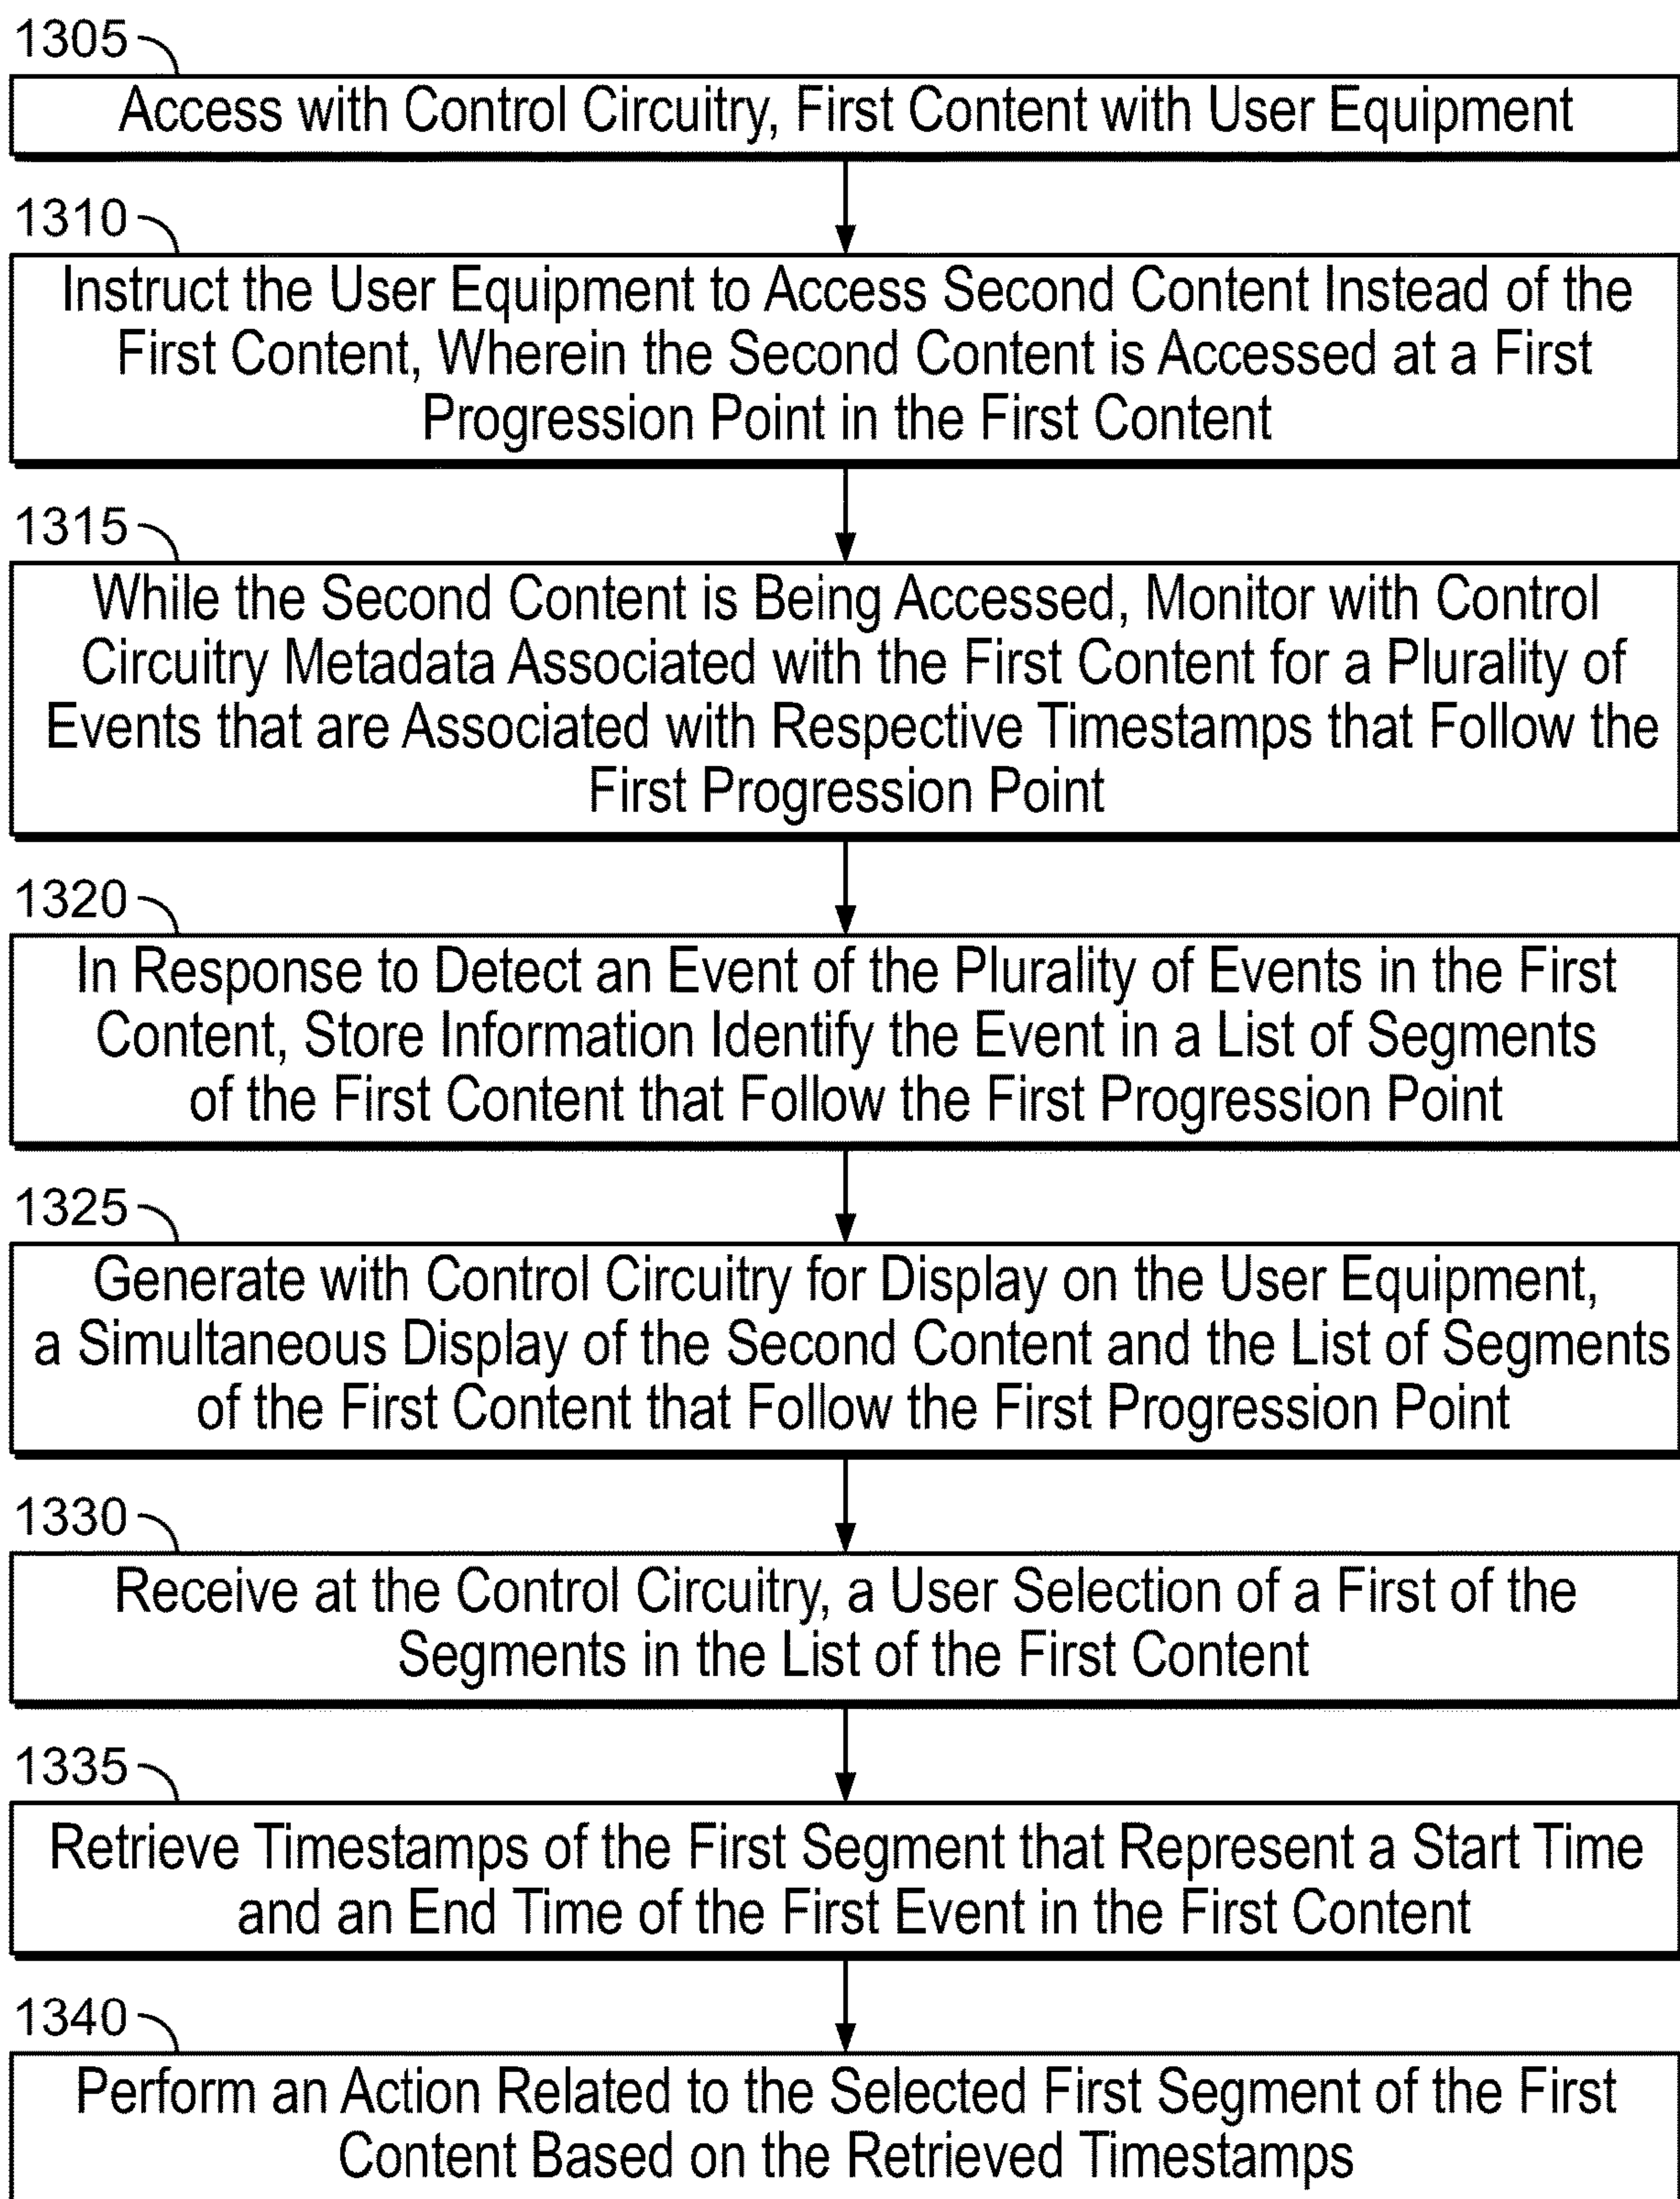 1305
Access with Control Circuitry, First Content with User Equipment
1310
Instruct the User Equipment to Access Second Content Instead of the
First Content, Wherein the Second Content is Accessed at a First
Progression Point in the First Content
1315
While the Second Content is Being Accessed, Monitor with Control
Circuitry Metadata Associated with the First Content for a Plurality of
Events that are Associated with Respective Timestamps that Follow the
First Progression Point
1320
In Response to Detect an Event of the Plurality of Events in the First
Content, Store Information Identify the Event in a List of Segments
of the First Content that Follow the First Progression Point
1325
Generate with Control Circuitry for Display on the User Equipment,
a Simultaneous Display of the Second Content and the List of Segments
of the First Content that Follow the First Progression Point
1330
Receive at the Control Circuitry, a User Selection of a First of the
Segments in the List of the First Content
1335
Retrieve Timestamps of the First Segment that Represent a Start Time
and an End Time of the First Event in the First Content
1340
Perform an Action Related to the Selected First Segment of the First
Content Based on the Retrieved Timestamps